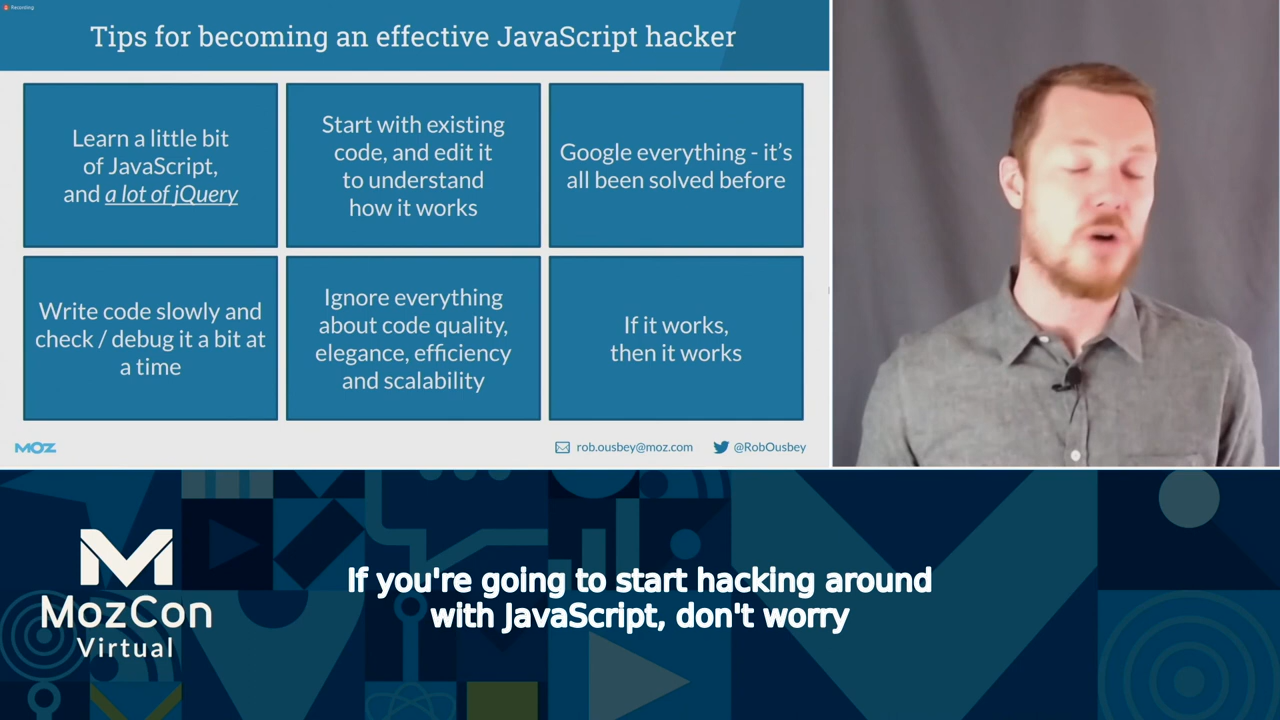 Recording
Tips for becoming an effective JavaScript hacker
Learn a little bit
of JavaScript,
and a lot of jQuery
Start with existing
code, and edit it
to understand
how it works
Google everything - it's
all been solved before
Write code slowly and
check / debug it a bit at
a time
Ignore everything
about code quality,
elegance, efficiency
and scalability
If it works,
then it works
MOZ
rob.ousbey@moz.com
@RobOusbey
M
MozCon
Virtual
If you're going to start hacking around
with JavaScript, don't worry